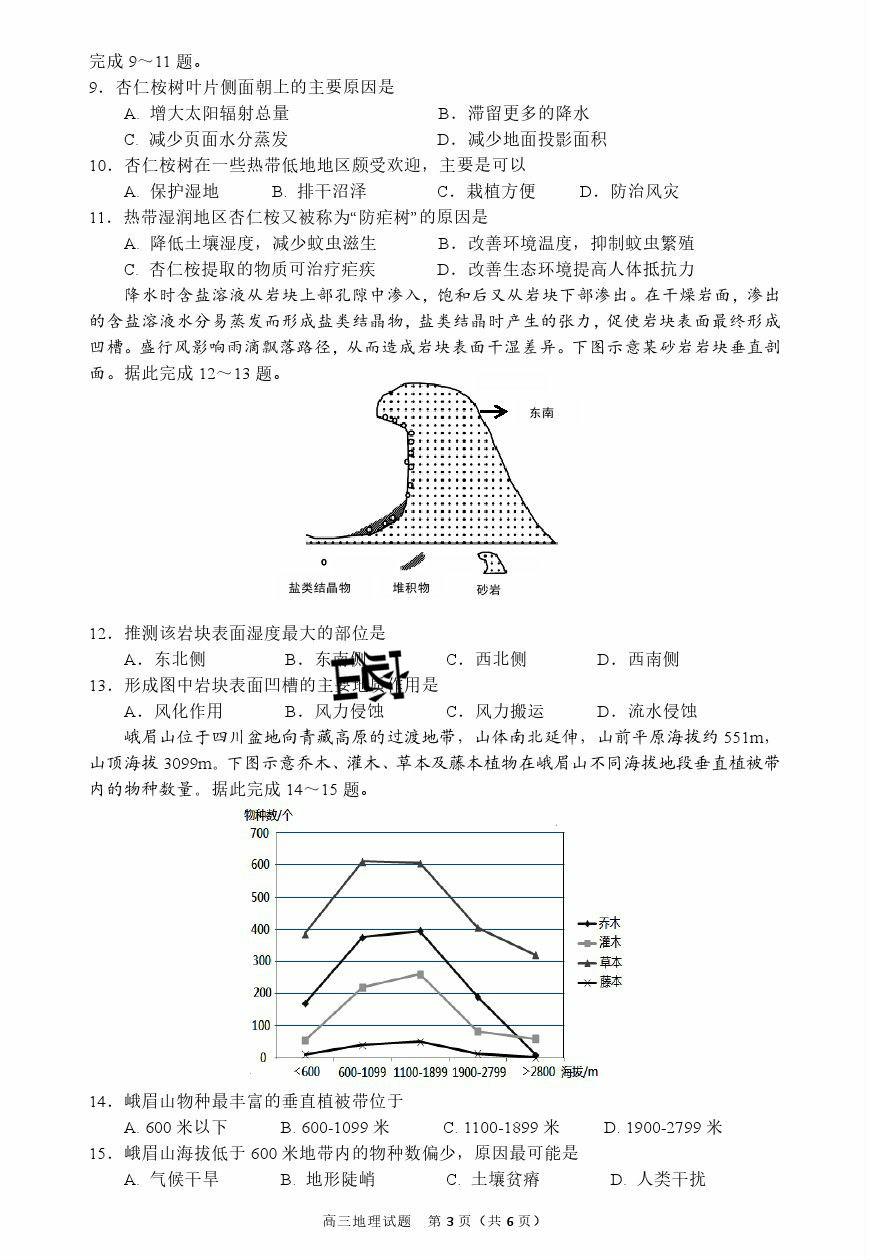 完成 9～11 题。
9．杏仁桉树叶片侧面朝上的主要原因是
A. 增大太阳辐射总量 B．滞留更多的降水
C. 减少页面水分蒸发 D．减少地面投影面积
10．杏仁桉树在一些热带低地地区颇受欢迎，主要是可以
A. 保护湿地 B. 排干沼泽 C．栽植方便 D．防治风灾
11．热带湿润地区杏仁桉又被称为“防疟树”的原因是
A. 降低土壤湿度，减少蚊虫滋生 B．改善环境温度，抑制蚊虫繁殖
C. 杏仁桉提取的物质可治疗疟疾 D．改善生态环境提高人体抵抗力
降水时含盐溶液从岩块上部孔隙中渗入，饱和后又从岩块下部渗出。在干燥岩面，渗出
的含盐溶液水分易蒸发而形成盐类结晶物，盐类结晶时产生的张力，促使岩块表面最终形成
凹槽。盛行风影响雨滴飘落路径，从而造成岩块表面干湿差异。下图示意某砂岩岩块垂直剖
面。据此完成 12～13 题。
东南
盐类结晶物 堆积物 砂岩
12．推测该岩块表面湿度最大的部位是
A．东北侧 B．东南侧 C．西北侧 D．西南侧
13．形成图中岩块表面凹槽的主要地质作用是
A．风化作用 B．风力侵蚀 C．风力搬运 D．流水侵蚀
峨眉山位于四川盆地向青藏高原的过渡地带，山体南北延伸，山前平原海拔约 551m，
山顶海拔 3099m。下图示意乔木、灌木、草本及藤本植物在峨眉山不同海拔地段垂直植被带
内的物种数量。据此完成 14～15 题。
物种数/个
700
600
500
400
300
200
100
0
乔木
灌木
草本
藤本
<600 600-1099 1100-1899 1900-2799 >2800 海拔/m
14．峨眉山物种最丰富的垂直植被带位于
A. 600 米以下 B. 600-1099 米 C. 1100-1899 米 D. 1900-2799 米
15．峨眉山海拔低于 600 米地带内的物种数偏少，原因最可能是
A. 气候干旱 B. 地形陡峭 C. 土壤贫瘠 D. 人类干扰
高三地理试题 第 3 页（共 6 页）